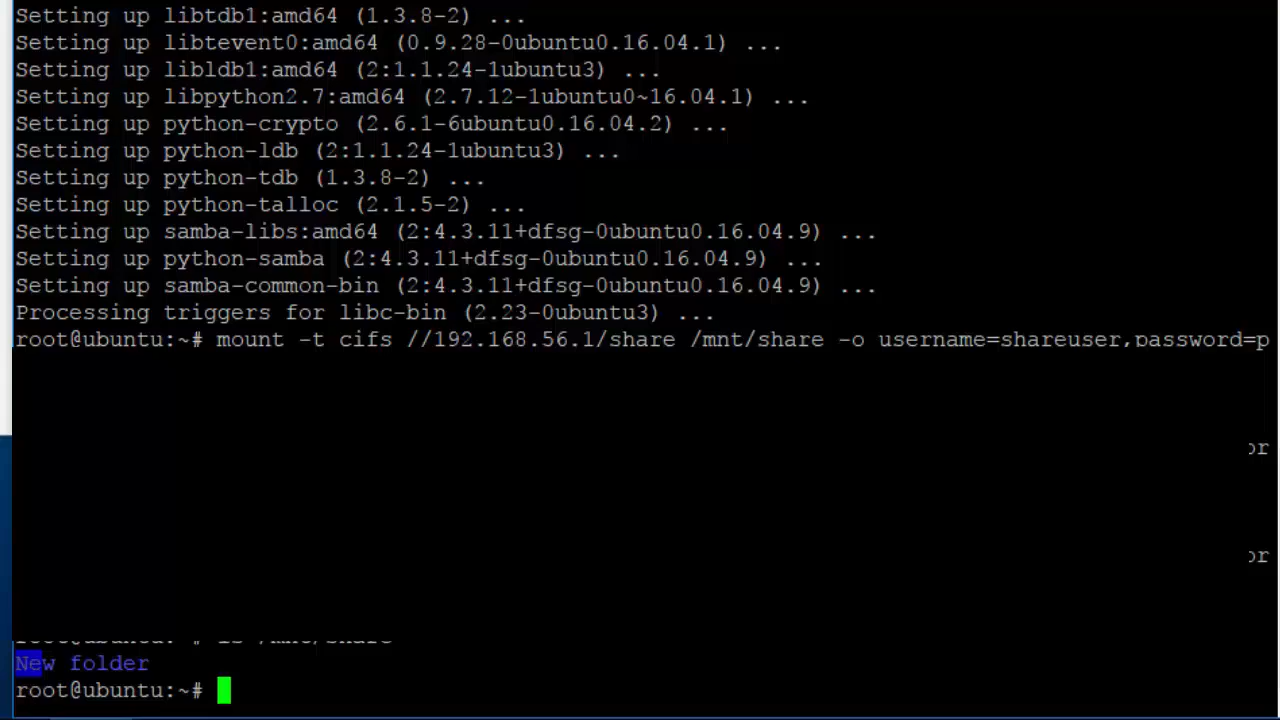 Setting up libtdb1:amd64 (1.3.8-2) ...
Setting up libtevent0:amd64 (0.9.28-0ubuntu0.16.04.1) ...
Setting up libldb1:amd64 (2:1.1.24-1ubuntu3) ...
Setting up libpython2.7:amd64 (2.7.12-1ubuntu0~16.04.1) ...
Setting up python-crypto (2.6.1-6ubuntu0.16.04.2) ...
Setting up python-ldb (2:1.1.24-1ubuntu3) ...
Setting up python-tdb (1.3.8-2) ...
Setting up python-talloc (2.1.5-2) ...
Setting up samba-libs:amd64 (2:4.3.11+dfsg-0ubuntu0.16.04.9) ...
Setting up python-samba (2:4.3.11+dfsg-0ubuntu0.16.04.9) ...
Setting up samba-common-bin (2:4.3.11+dfsg-0ubuntu0.16.04.9) ...
Processing triggers for libc-bin (2.23-0ubuntu3) ...
root@ubuntu:~# mount -t cifs //192.168.56.1/share /mnt/share -o username=shareuser,password=p
or
or
New folder
root@ubuntu:~#